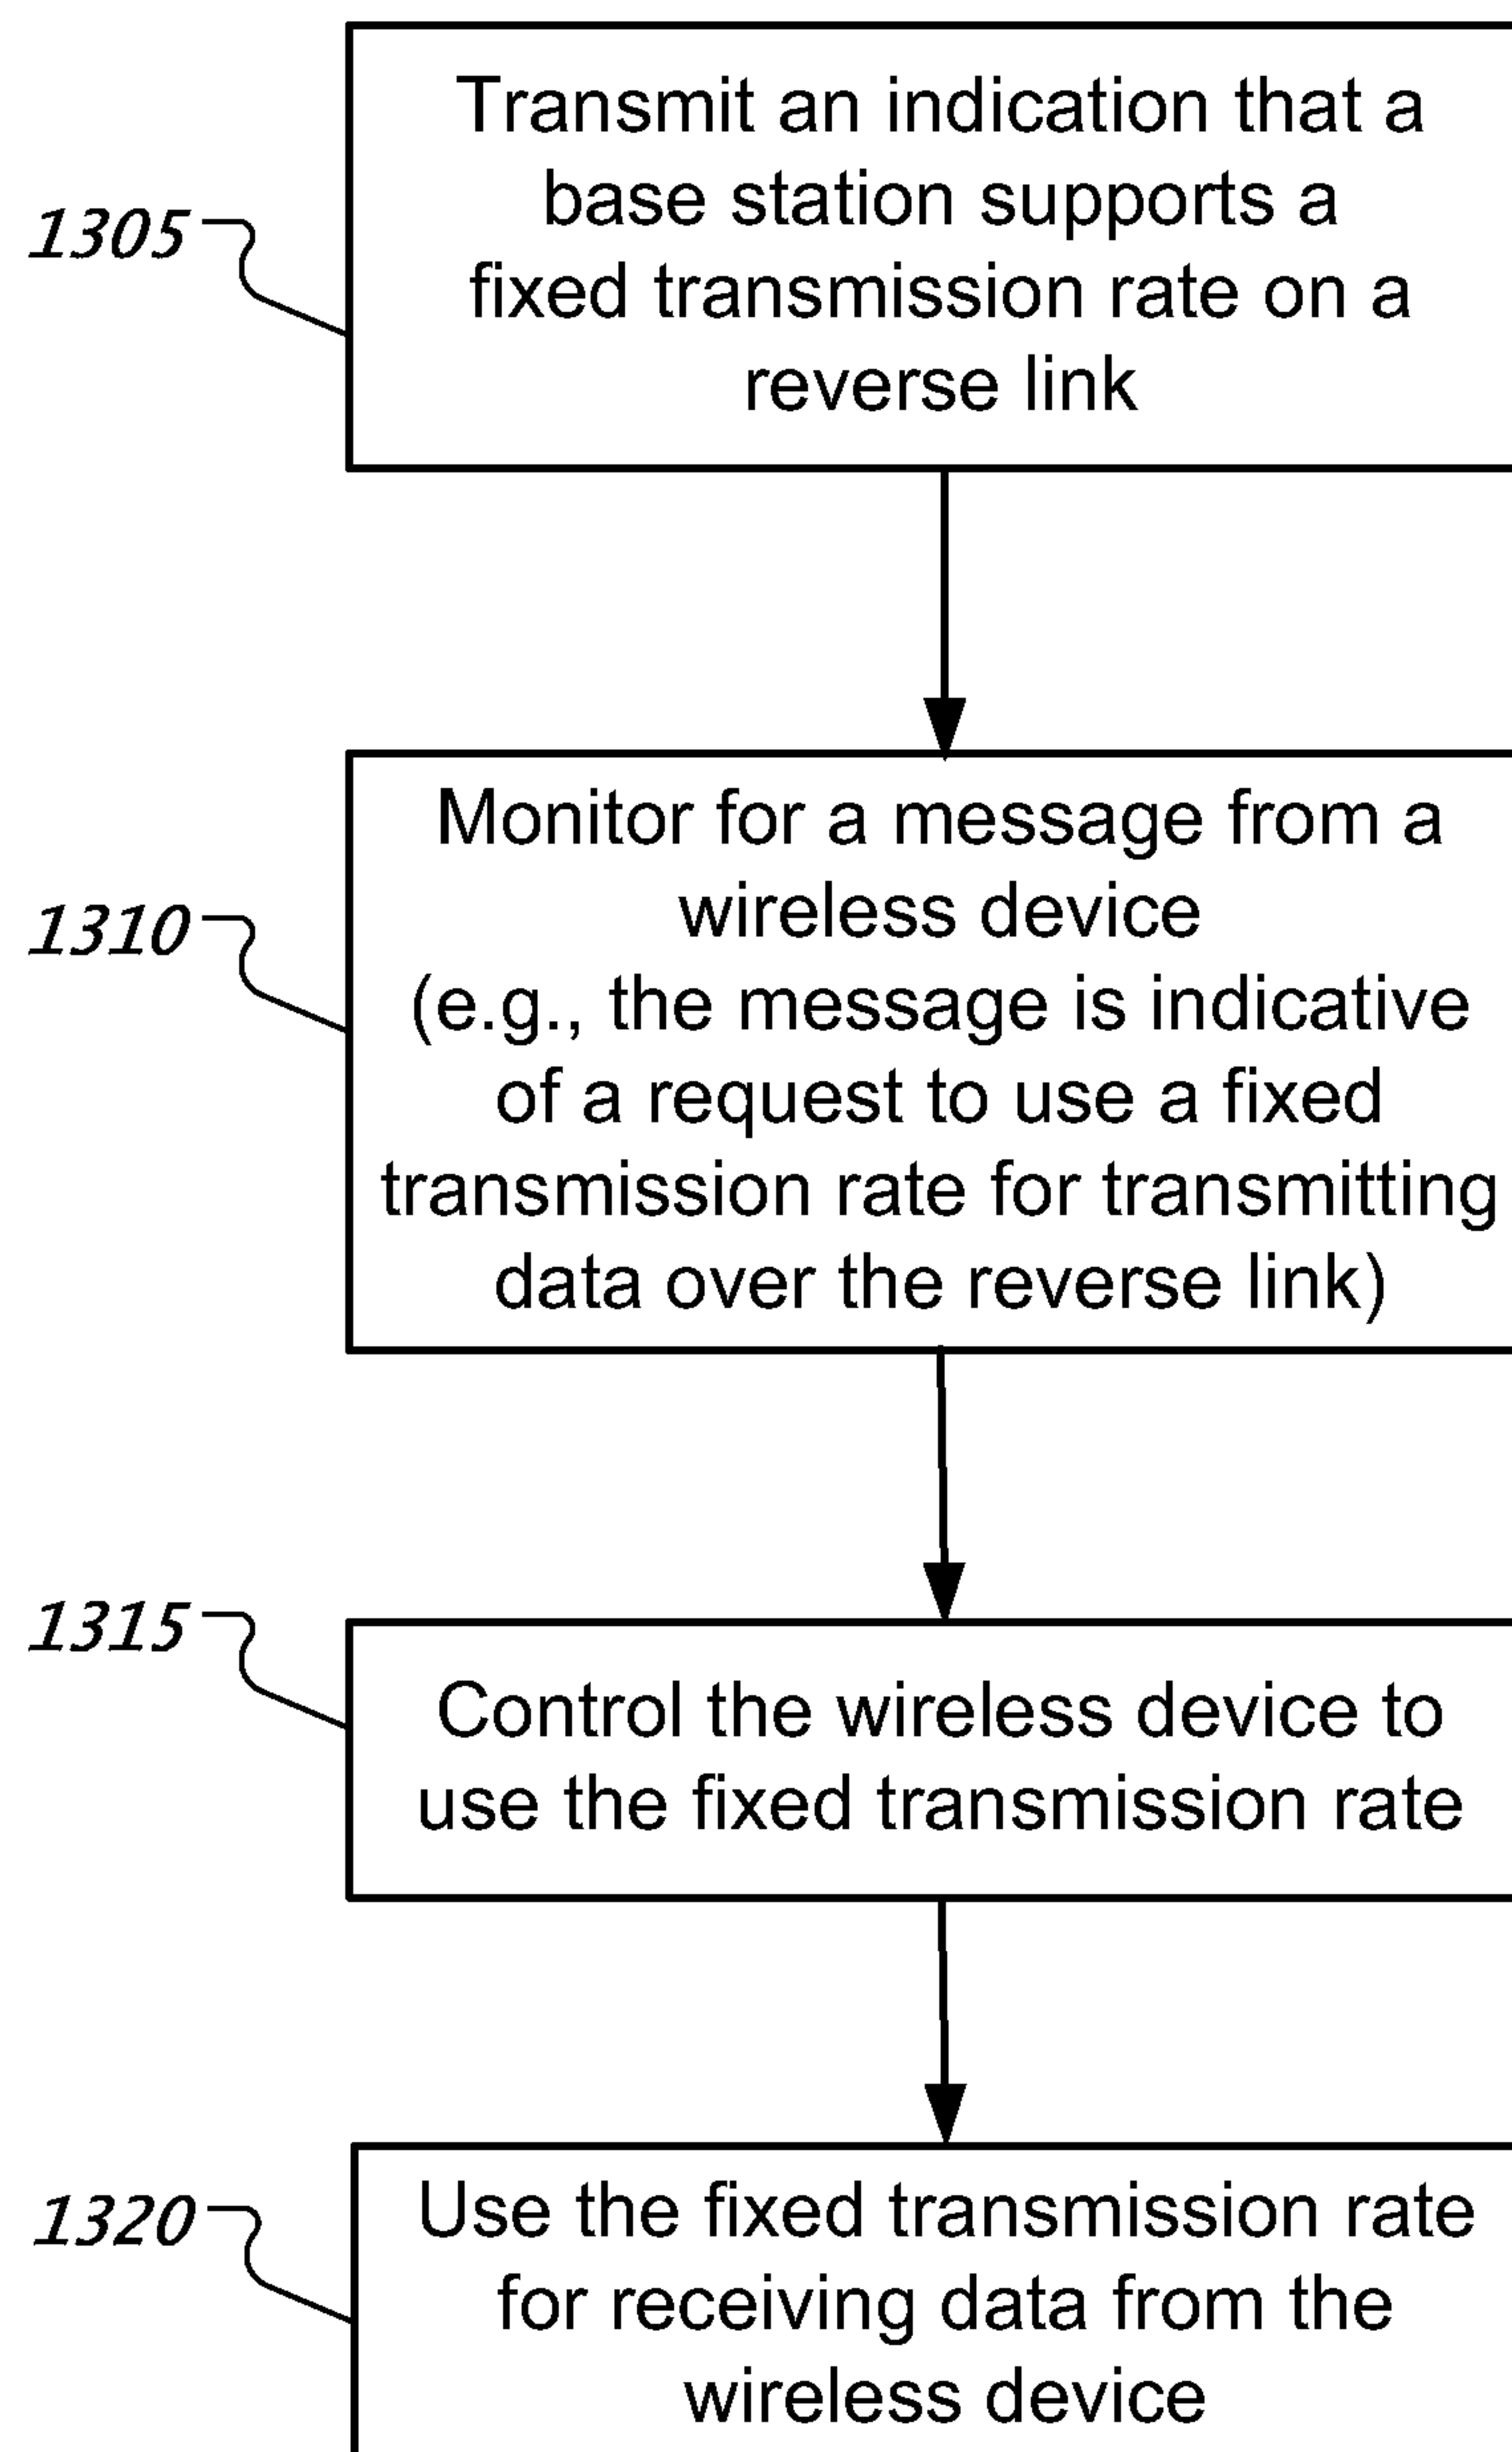 Transmit an indication that a
base station supports a
1305
fixed transmission rate on a
reverse link
Monitor for a message from a
wireless device
1310
(e.g., the message is indicative
of a request to use a fixed
transmission rate for transmitting
data over the reverse link)
1315
Control the wireless device to
use the fixed transmission rate
1320
Use the fixed transmission rate
for receiving data from the
wireless device